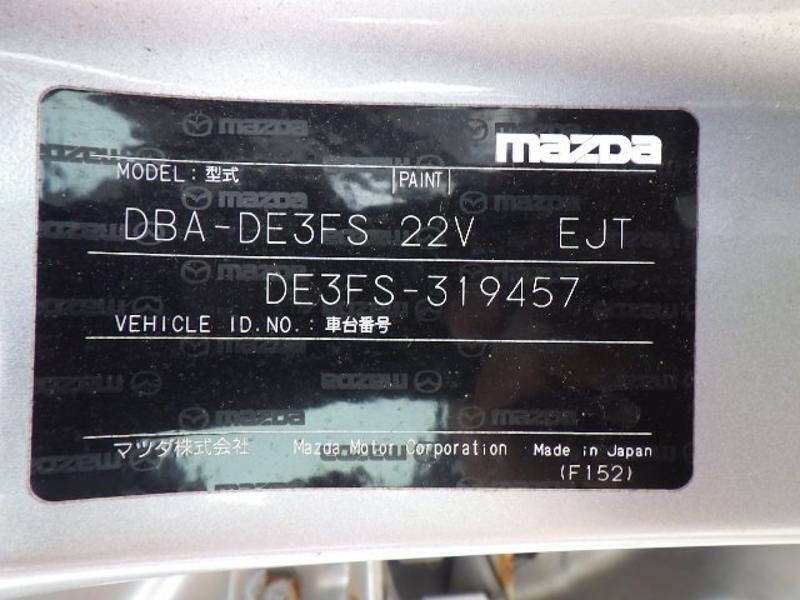 mazda
MODEL: 型式 PAINT
DBA-DE3FS 22V EJT
DE3FS-319457
VEHICLE ID.NO.: 車台番号
マツダ株式会社 Mazda Motor Corporation Made in Japan
(F152)